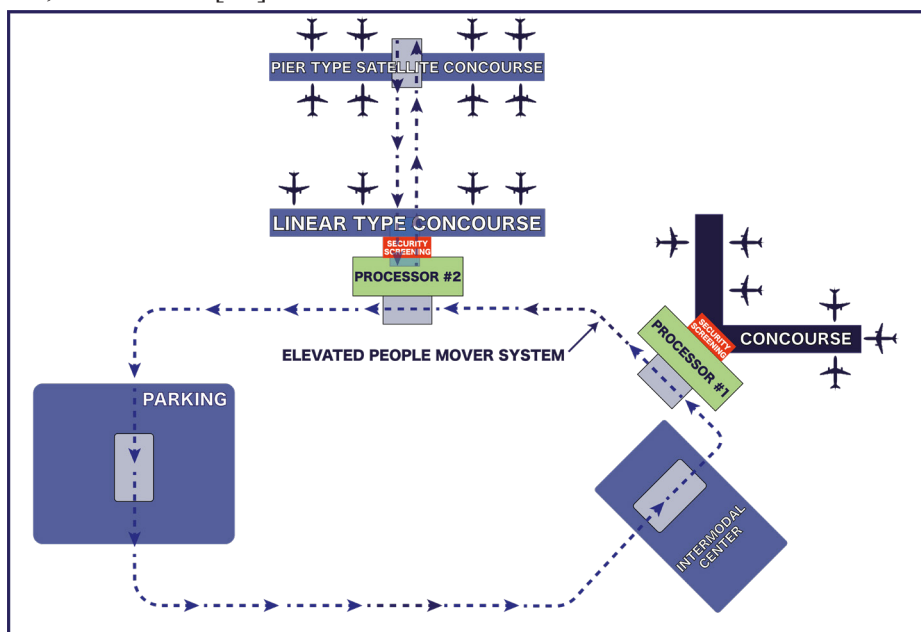 PIER TYPE SATELLITE CONCOURSE
LINEAR TYPE CONCOURSE
SECURITY
SCREENING
PROCESSOR #2
ELEVATED PEOPLE MOVER SYSTEM
SECURITY
SCREENING
PROCESSOR #1
CONCOURSE
PARKING
INTERMODAL
CENTER